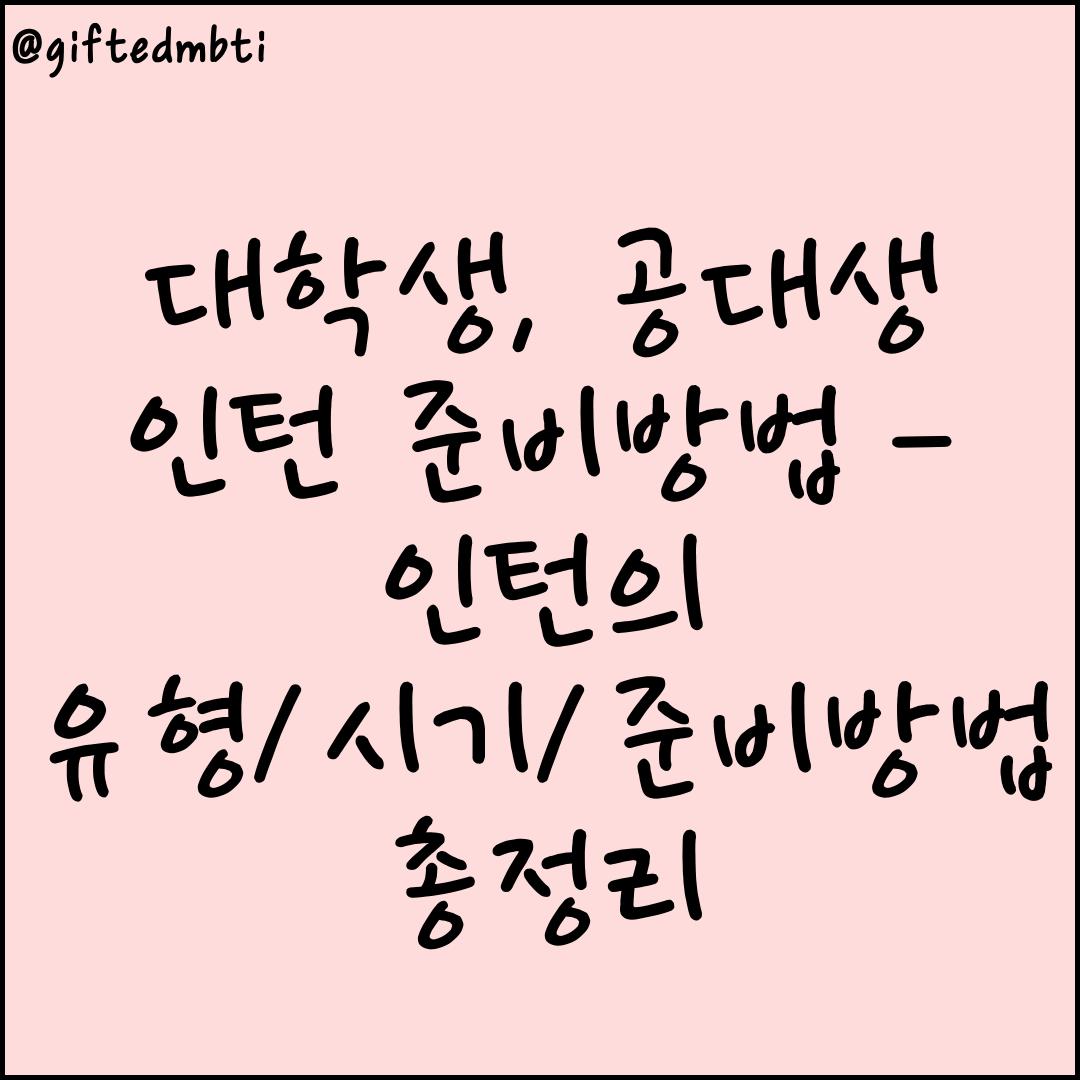 @giftedmbti
대학생, 공대생
인턴 준비방법 -
인턴의
유형/시기/준비방법
총정리